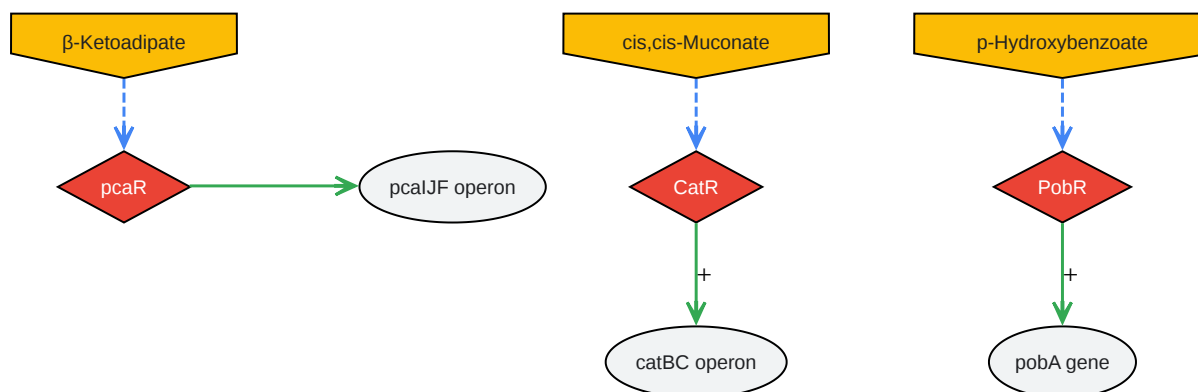 β-Ketoadipate
cis,cis-Muconate
p-Hydroxybenzoate
pcaR
pcaIJF operon
CatR
PobR
+
+
catBC operon
pobA gene